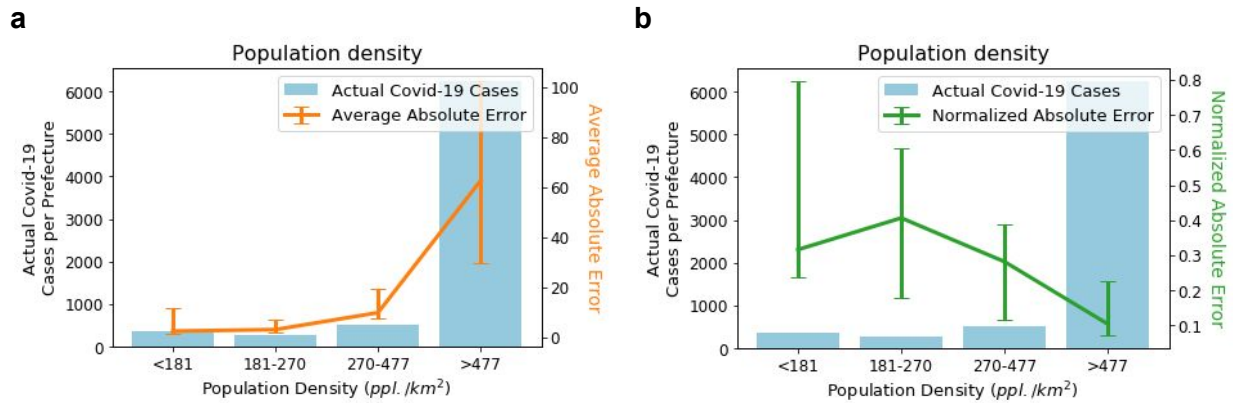 a
Population density
Actual Covid-19 Cases
Average Absolute Error
Actual Covid-19
Cases per Prefecture
6000
5000
4000
3000
2000
1000
0
100
80
60
40
20
0
Average Absolute Error
<181
181-270
270-477
>477
Population Density (ppl./km²)
b
Population density
Actual Covid-19 Cases
Normalized Absolute Error
Actual Covid-19
Cases per Prefecture
6000
5000
4000
3000
2000
1000
0
0.8
0.7
0.6
0.5
0.4
0.3
0.2
0.1
Normalized Absolute Error
<181
181-270
270-477
>477
Population Density (ppl./km²)